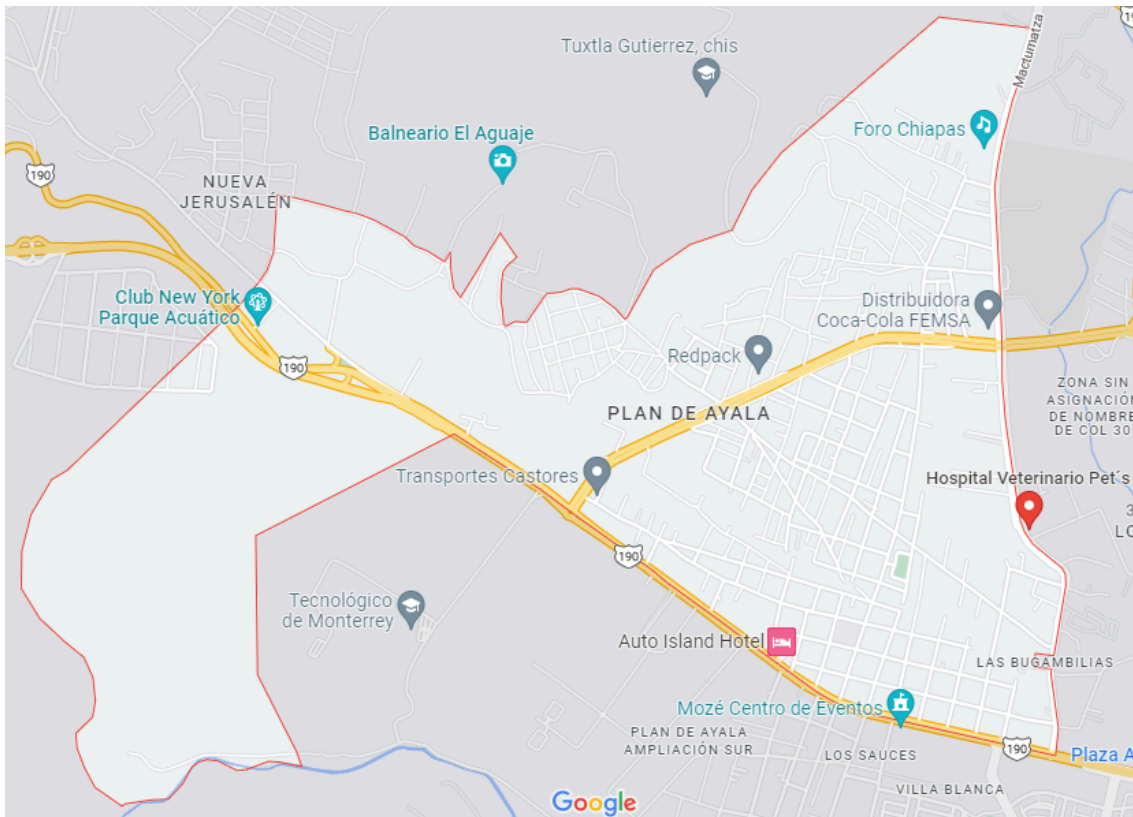 Mactumatza
Tuxtla Gutierrez, chis
Foro Chiapas
Balneario El Aguaje
190
NUEVA
JERUSALÉN
Club New York
Parque Acuático
Distribuidora
Coca-Cola FEMSA
Redpack
190
ZONA SIN
ASIGNACIÓN
DE NOMBRE
DE COL 30
PLAN DE AYALA
Transportes Castores
Hospital Veterinario Pet´s
3
LO
190
Tecnológico
de Monterrey
Auto Island Hotel
LAS BUGAMBILIAS
Mozé Centro de Eventos
PLAN DE AYALA
AMPLIACIÓN SUR
LOS SAUCES
190
Plaza A
VILLA BLANCA
Google